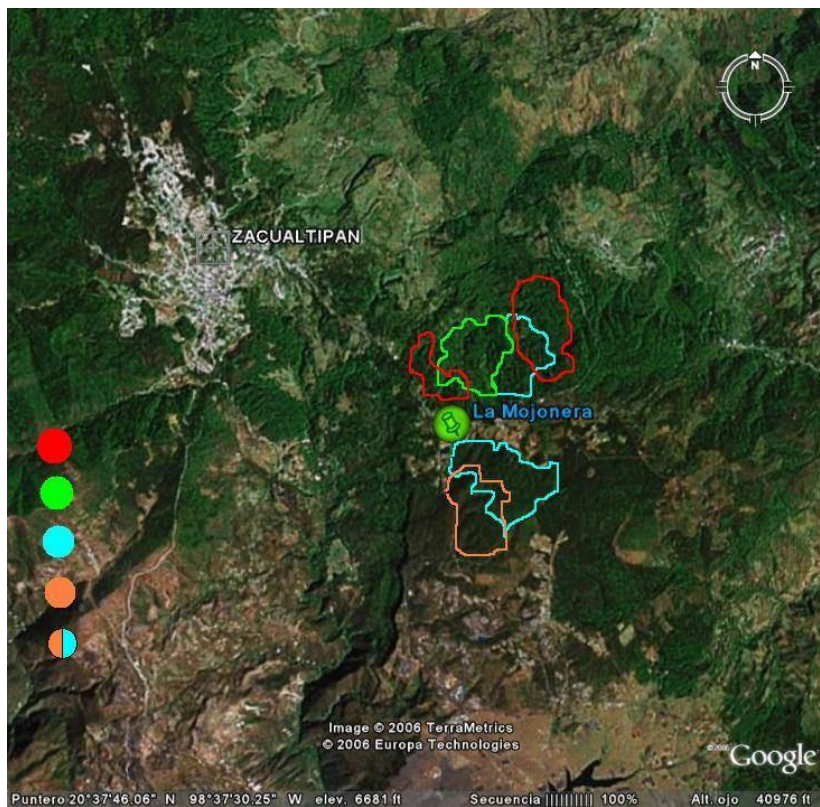 N
ZACUALTIPAN
La Mojonera
Image © 2006 TerraMetrics
© 2006 Europa Technologies
© 2006 Google
Puntero 20°37'46.06" N 98°37'30.25" W elev. 6681 ft Secuencia 100% Alt. ojo 40976 ft